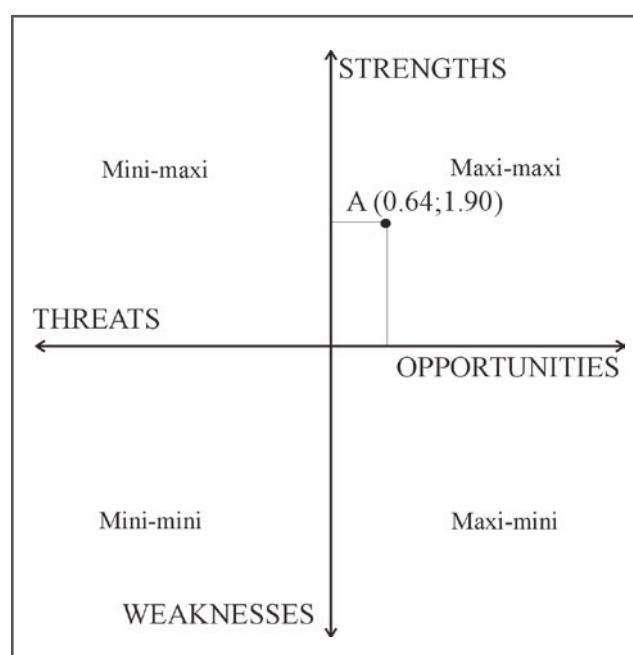 STRENGTHS
Mini-maxi
Maxi-maxi
A (0.64;1.90)
THREATS
OPPORTUNITIES
Mini-mini
Maxi-mini
WEAKNESSES